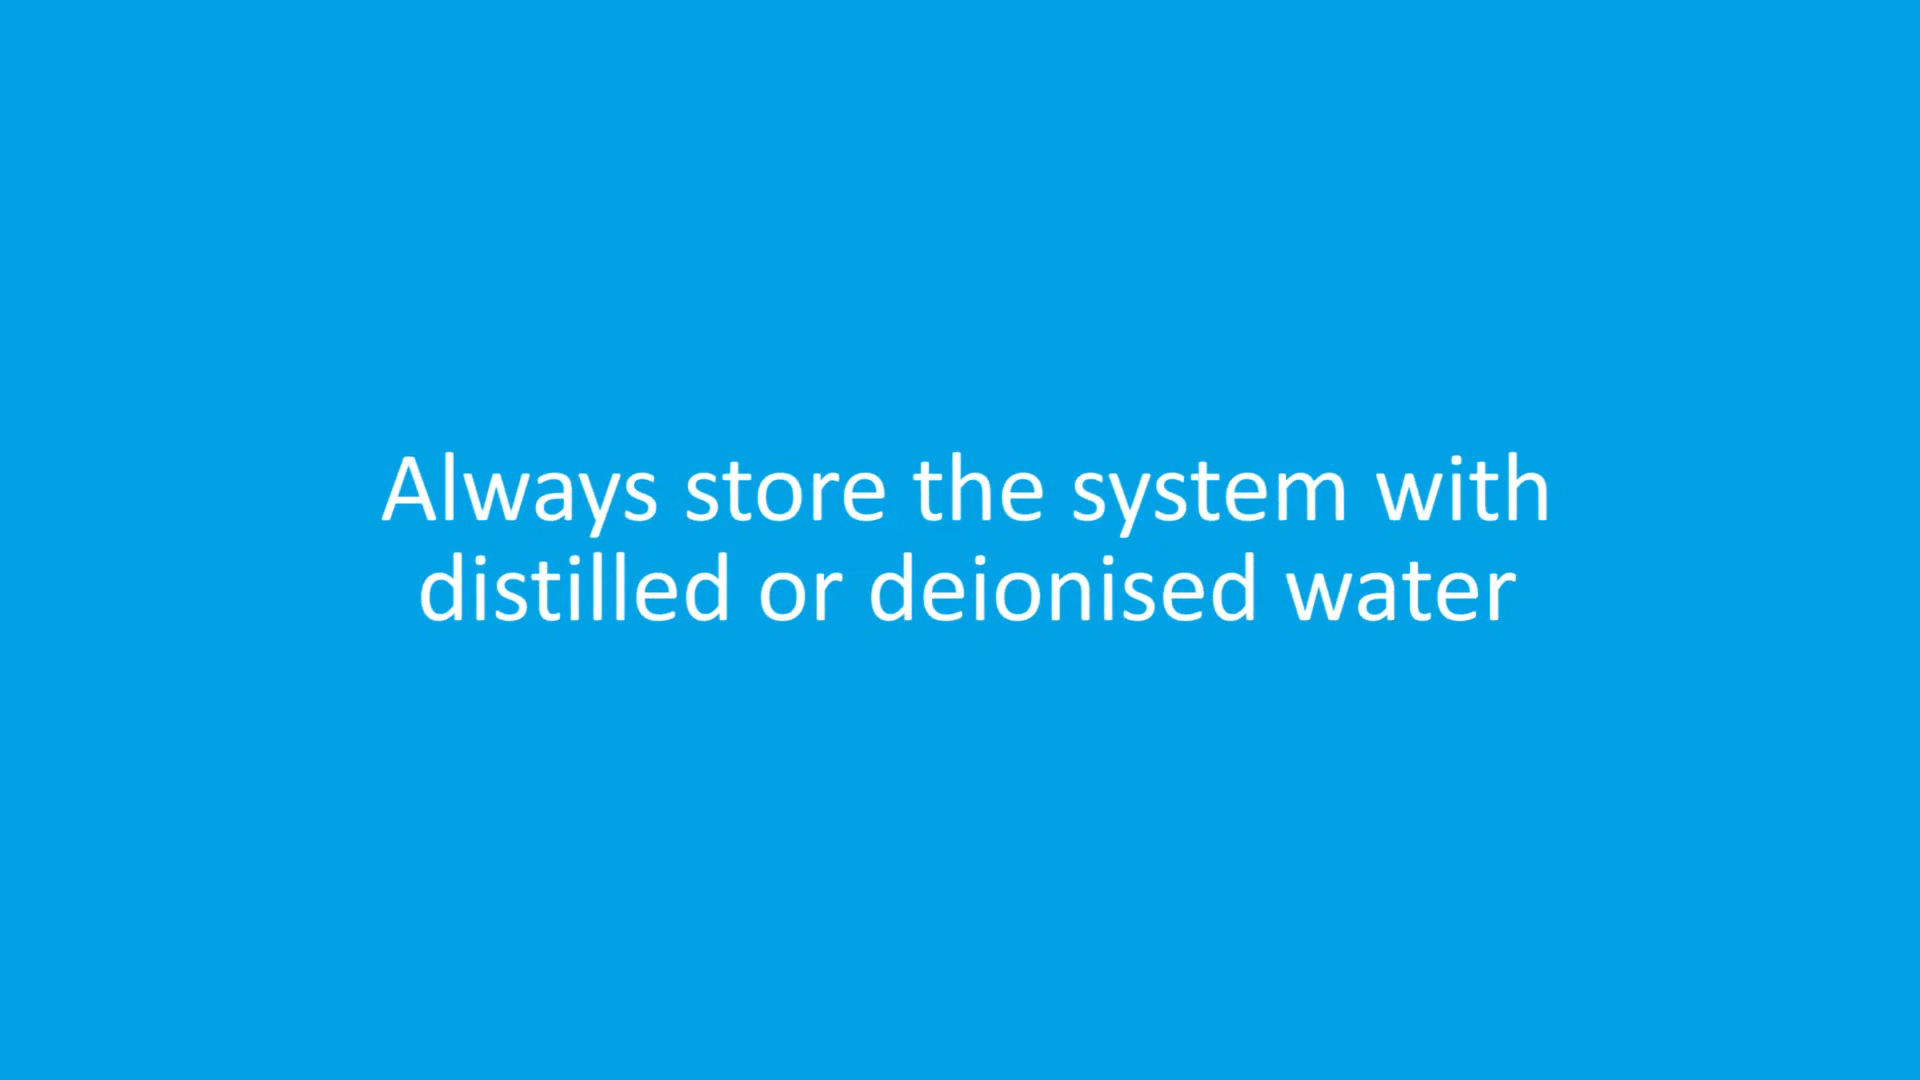 Always store the system with
distilled or deionised water